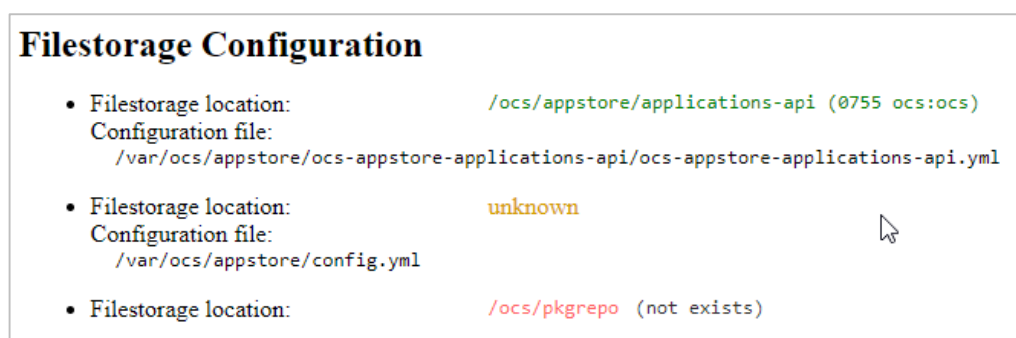 Filestorage Configuration
• Filestorage location: /ocs/appstore/applications-api (0755 ocs:ocs)
Configuration file:
/var/ocs/appstore/ocs-appstore-applications-api/ocs-appstore-applications-api.yml
• Filestorage location: unknown
Configuration file:
/var/ocs/appstore/config.yml
• Filestorage location: /ocs/pkgrepo (not exists)